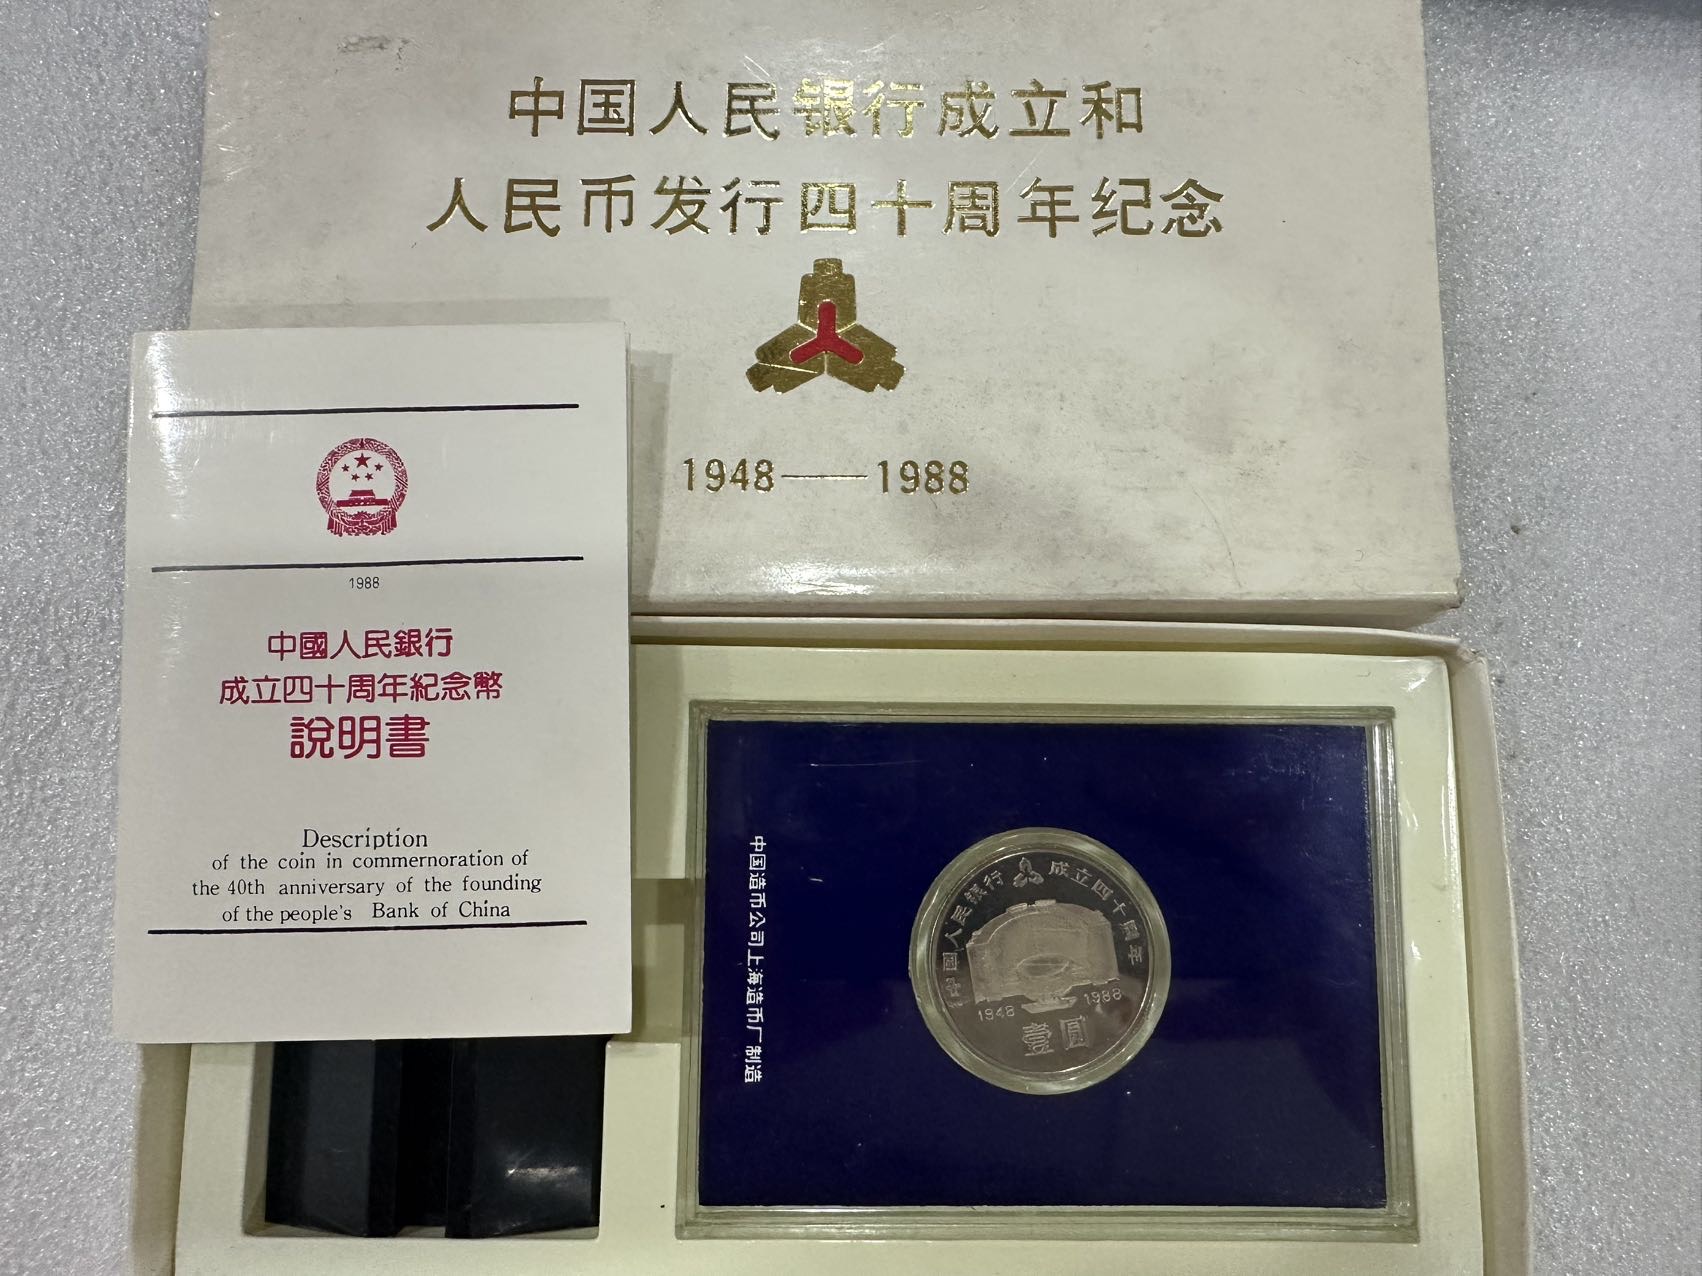 中国人民银行成立和
人民币发行四十周年纪念
1948——1988
1988
中國人民銀行
成立四十周年紀念幣
說明書
Description
of the coin in commernoration of
the 40th anniversary of the founding
of the people's Bank of China
中国造币公司上海造币厂制造
中國人民銀行 成立四十周年
1948 1988
壹圆